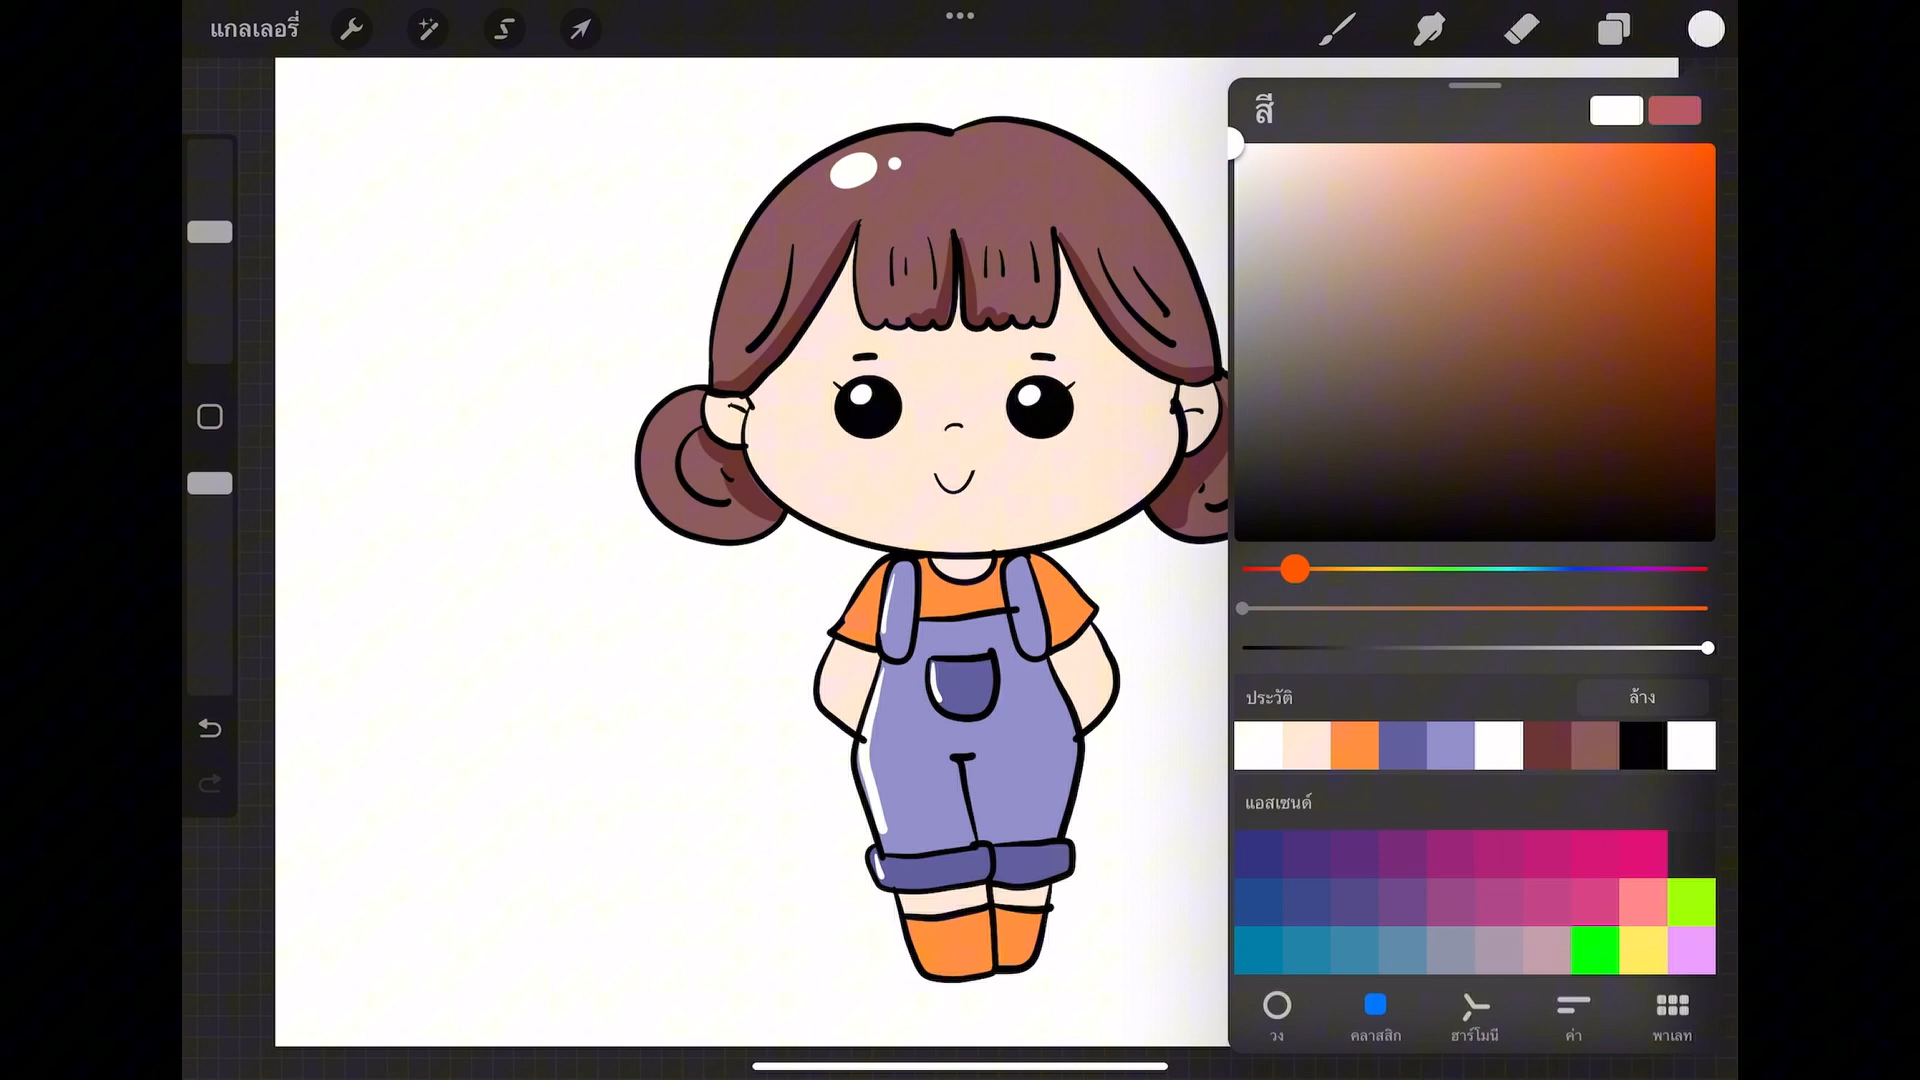 แกลเลอรี่
สี
ประวัติ
ล้าง
แอสเซนด์
วง
คลาสสิก
ฮาร์โมนี
ค่า
พาเลท